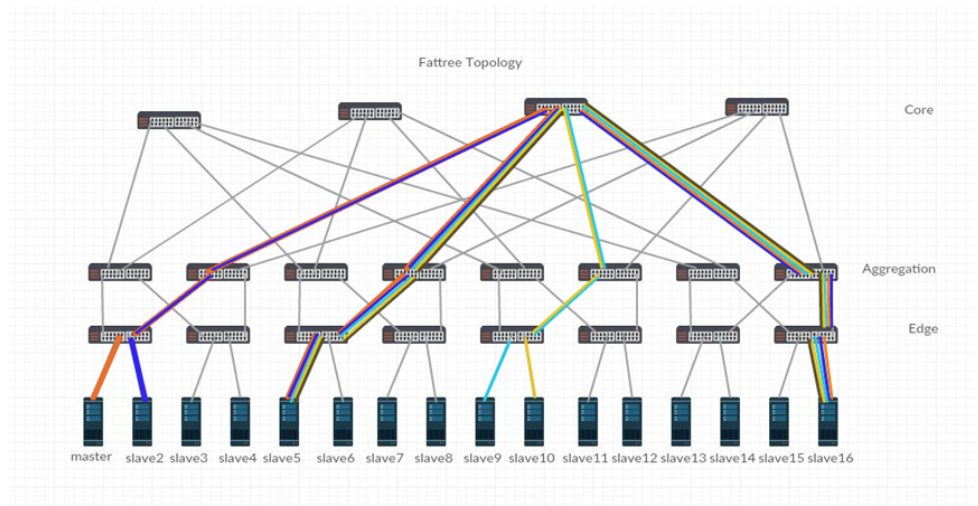 Fattree Topology
Core
Aggregation
Edge
master slave2 slave3 slave4 slave5 slave6 slave7 slave8 slave9 slave10 slave11 slave12 slave13 slave14 slave15 slave16